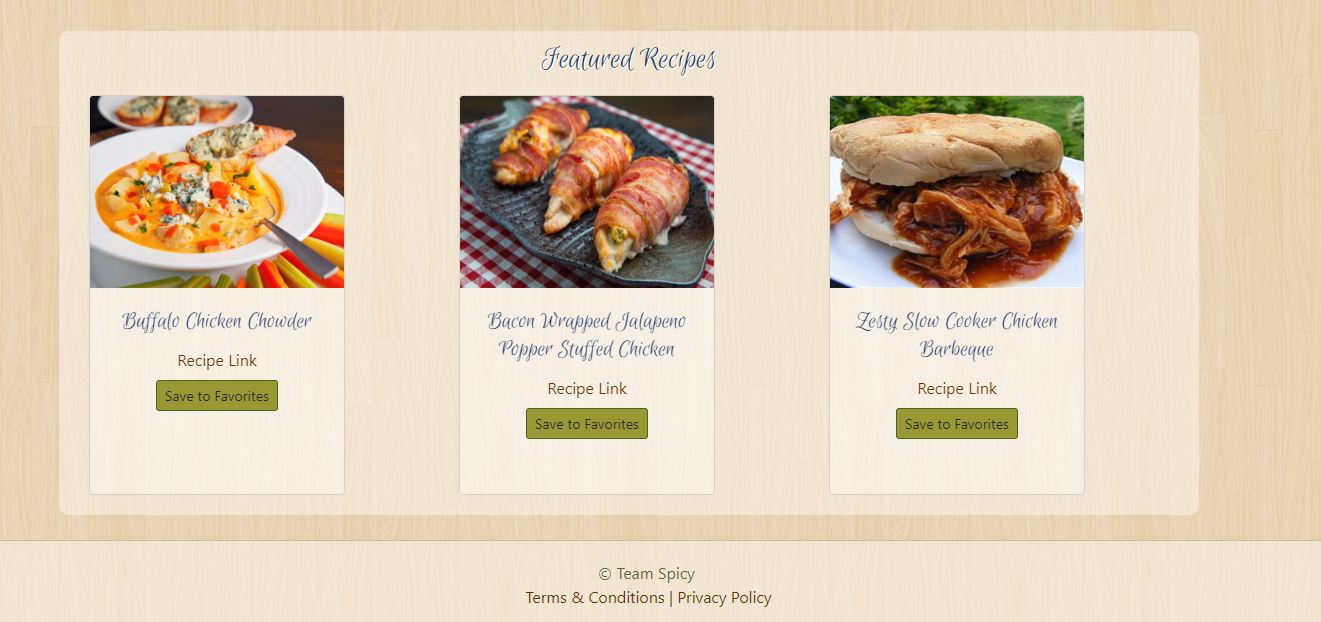 Featured Recipes
Buffalo Chicken Chowder
Recipe Link
Save to Favorites
Bacon Wrapped Jalapeno
Popper Stuffed Chicken
Recipe Link
Save to Favorites
Zesty Slow Cooker Chicken
Barbeque
Recipe Link
Save to Favorites
© Team Spicy
Terms & Conditions | Privacy Policy